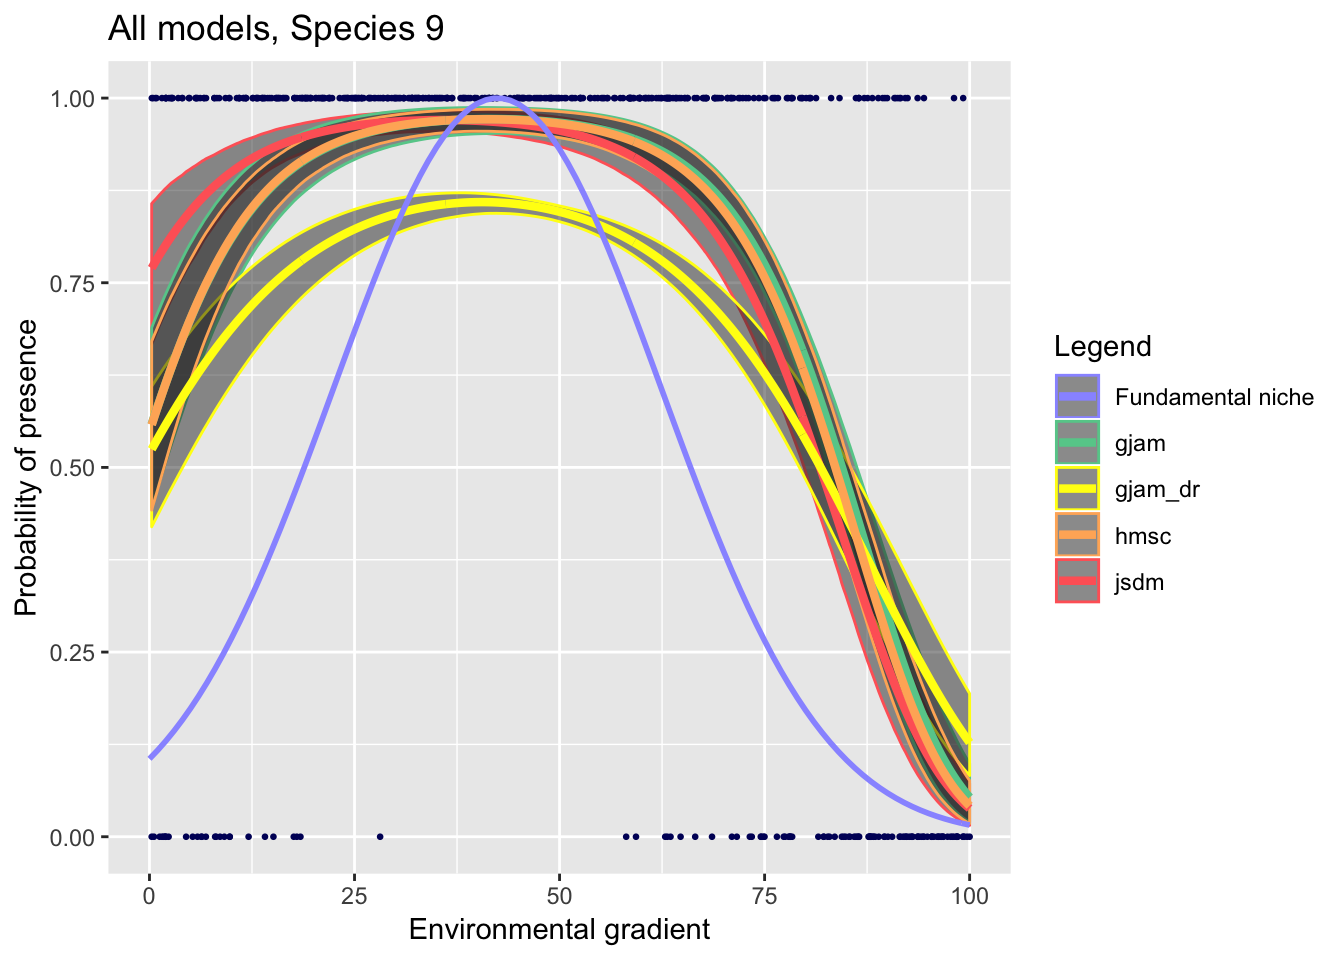 All models, Species 9
Probability of presence
1.00
0.75
0.50
0.25
0.00
0
25
50
75
100
Environmental gradient
Legend
Fundamental niche
gjam
gjam_dr
hmsc
jsdm